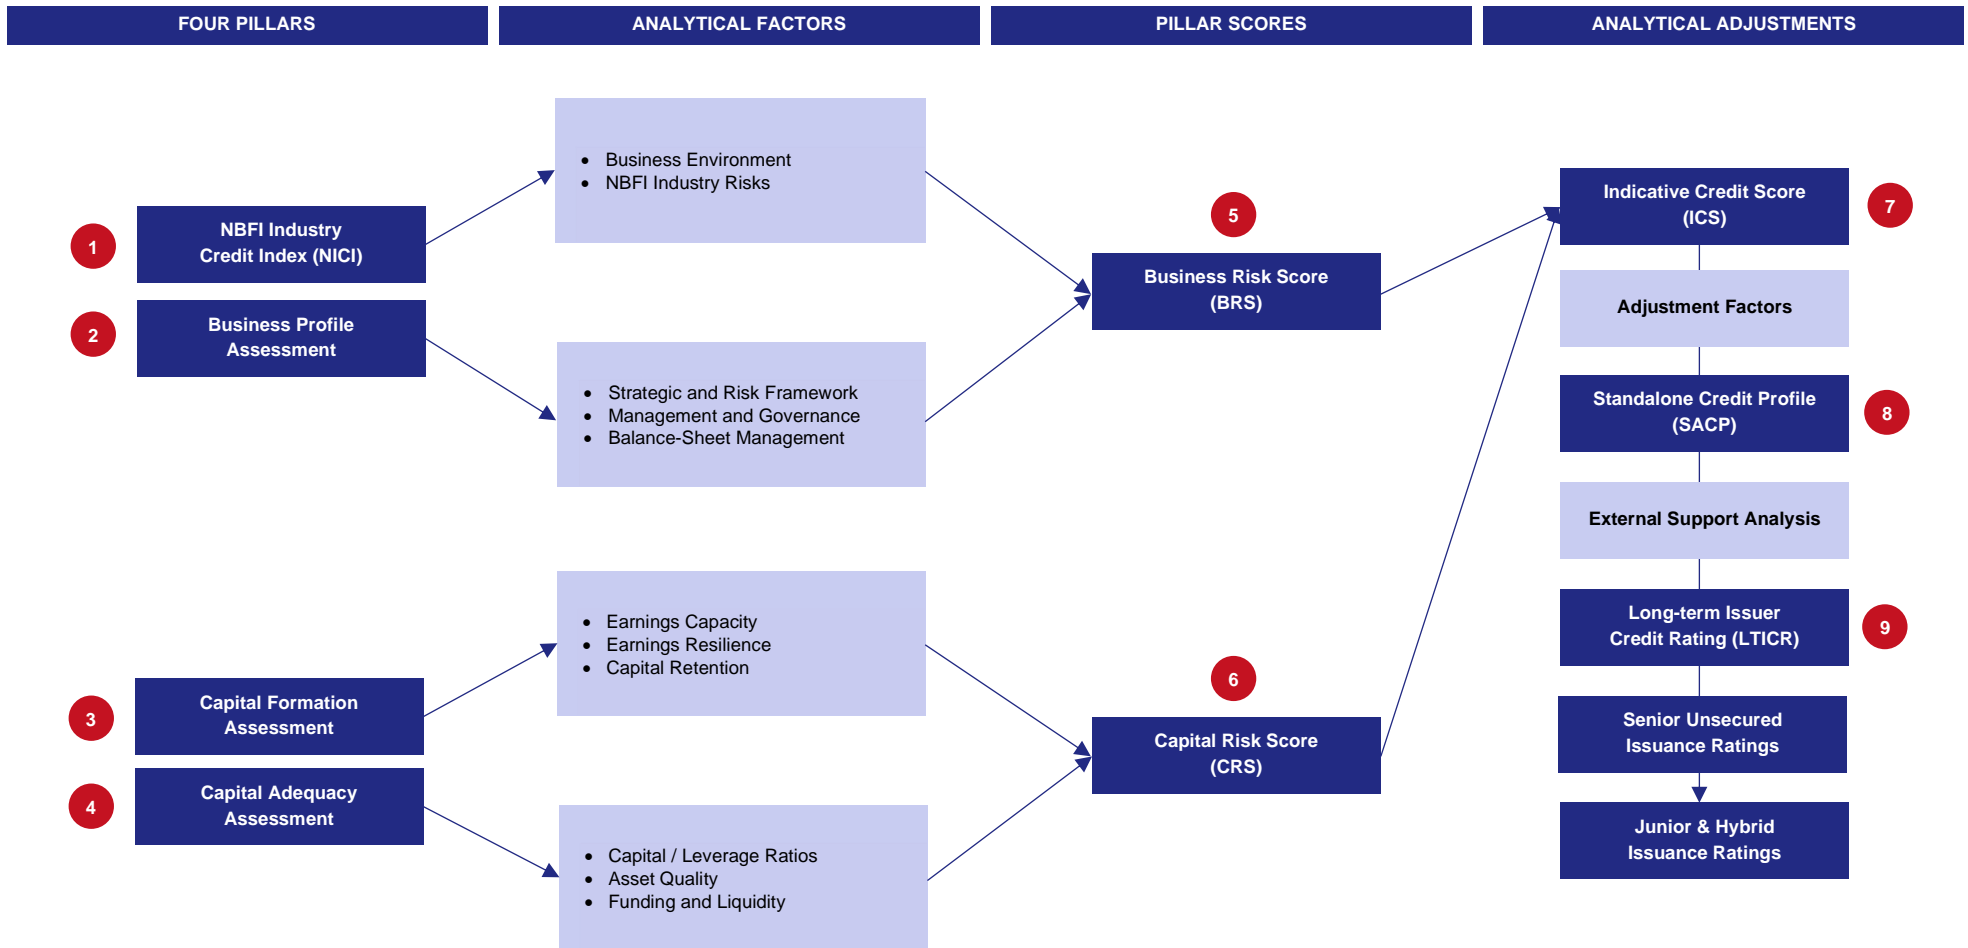 FOUR PILLARS
ANALYTICAL FACTORS
PILLAR SCORES
ANALYTICAL ADJUSTMENTS
1
NBFI Industry
Credit Index (NICI)
2
Business Profile
Assessment
3
Capital Formation
Assessment
4
Capital Adequacy
Assessment
• Business Environment
• NBFI Industry Risks
• Strategic and Risk Framework
• Management and Governance
• Balance-Sheet Management
• Earnings Capacity
• Earnings Resilience
• Capital Retention
• Capital / Leverage Ratios
• Asset Quality
• Funding and Liquidity
5
Business Risk Score
(BRS)
6
Capital Risk Score
(CRS)
Indicative Credit Score
(ICS)
7
Adjustment Factors
Standalone Credit Profile
(SACP)
8
External Support Analysis
Long-term Issuer
Credit Rating (LTICR)
9
Senior Unsecured
Issuance Ratings
Junior & Hybrid
Issuance Ratings